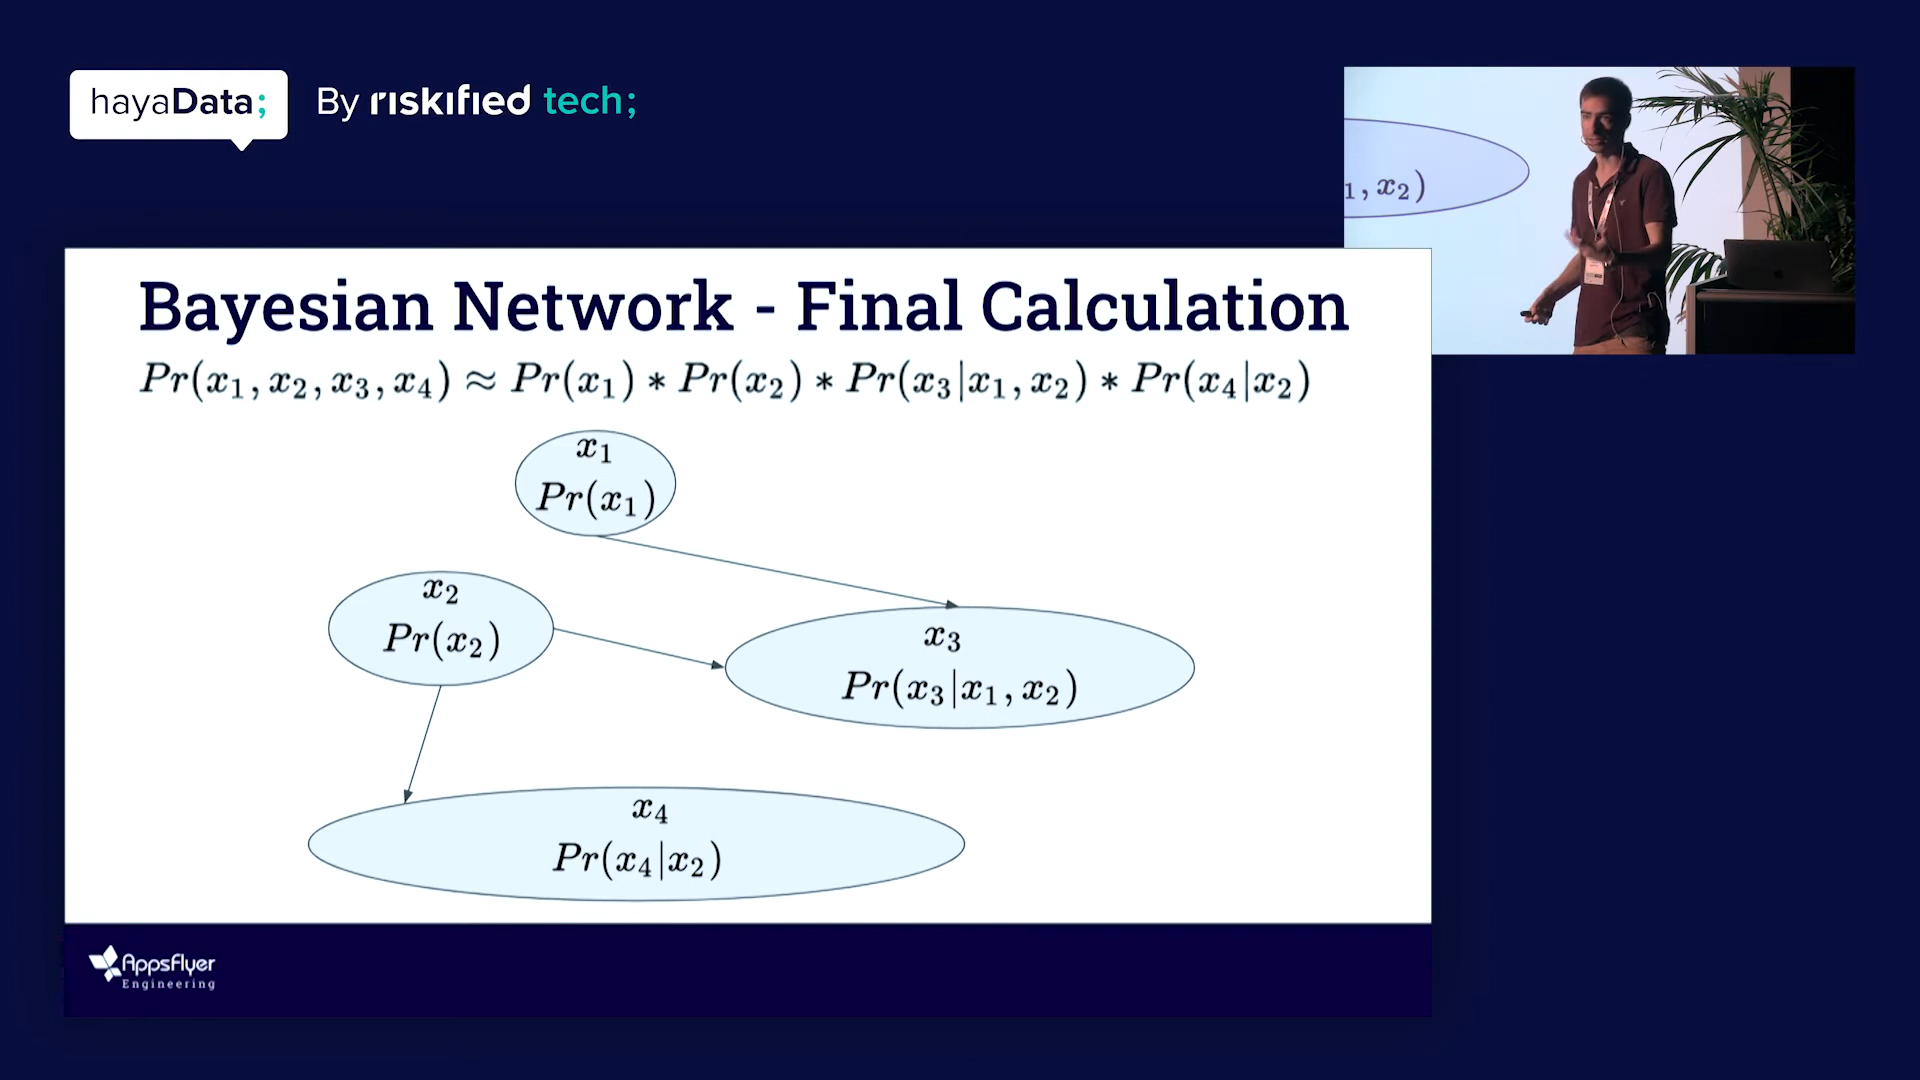 hayaData; By riskified tech;
1, x2)
Bayesian Network - Final Calculation
Pr(x1, x2, x3, x4) ≈ Pr(x1) * Pr(x2) * Pr(x3|x1, x2) * Pr(x4|x2)
x1
Pr(x1)
x2
Pr(x2)
x3
Pr(x3|x1, x2)
x4
Pr(x4|x2)
AppsFlyer
Engineering